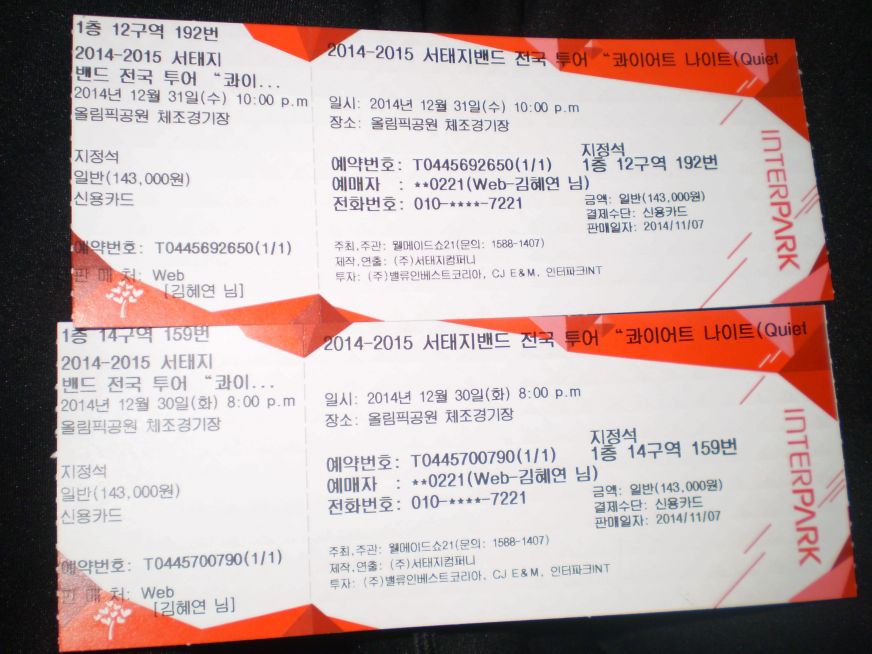 1층 12구역 192번
2014-2015 서태지
밴드 전국 투어 “콰이...
2014년 12월 31일(수) 10:00 p.m
올림픽공원 체조경기장
지정석
일반(143,000원)
신용카드
예약번호: T0445692650(1/1)
판 매 처: Web
[김혜연 님]
2014-2015 서태지밴드 전국 투어 “콰이어트 나이트(Quiet
일시: 2014년 12월 31일(수) 10:00 p.m
장소: 올림픽공원 체조경기장
지정석
예약번호: T0445692650(1/1) 1층 12구역 192번
예매자 : **0221(Web-김혜연 님)
전화번호: 010-****-7221
금액: 일반(143,000원)
결제수단: 신용카드
판매일자: 2014/11/07
주최.주관: 웰메이드쇼21(문의: 1588-1407)
제작.연출: (주)서태지컴퍼니
투자: (주)밸류인베스트코리아, CJ E&M, 인터파크INT
INTERPARK
1층 14구역 159번
2014-2015 서태지
밴드 전국 투어 “콰이...
2014년 12월 30일(화) 8:00 p.m
올림픽공원 체조경기장
지정석
일반(143,000원)
신용카드
예약번호: T0445700790(1/1)
판 매 처: Web
[김혜연 님]
2014-2015 서태지밴드 전국 투어 “콰이어트 나이트(Quiet
일시: 2014년 12월 30일(화) 8:00 p.m
장소: 올림픽공원 체조경기장
지정석
예약번호: T0445700790(1/1) 1층 14구역 159번
예매자 : **0221(Web-김혜연 님)
전화번호: 010-****-7221
금액: 일반(143,000원)
결제수단: 신용카드
판매일자: 2014/11/07
주최.주관: 웰메이드쇼21(문의: 1588-1407)
제작.연출: (주)서태지컴퍼니
투자: (주)밸류인베스트코리아, CJ E&M, 인터파크INT
INTERPARK